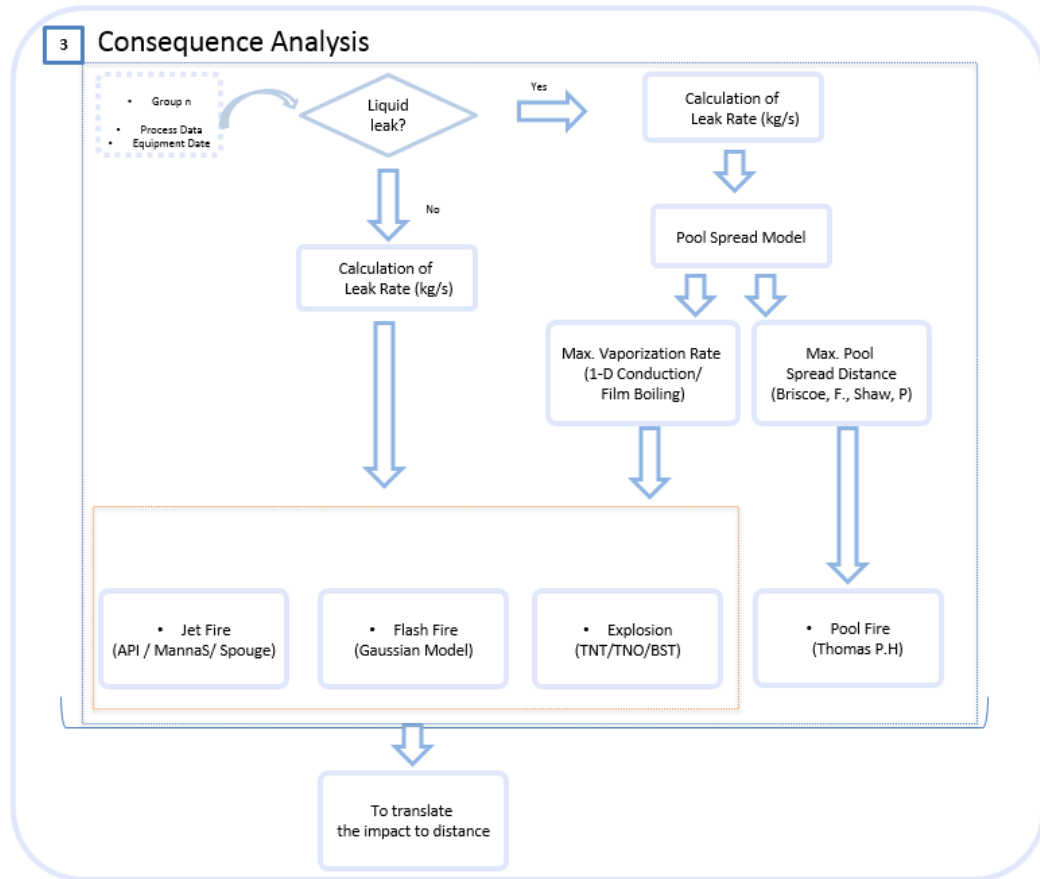 3
Consequence Analysis
• Group n
• Process Data
• Equipment Date
Liquid
leak?
Yes
Calculation of
Leak Rate (kg/s)
No
Pool Spread Model
Calculation of
Leak Rate (kg/s)
Max. Vaporization Rate
(1-D Conduction/
Film Boiling)
Max. Pool
Spread Distance
(Briscoe, F., Shaw, P)
• Jet Fire
(API / MannaS/ Spouge)
• Flash Fire
(Gaussian Model)
• Explosion
(TNT/TNO/BST)
• Pool Fire
(Thomas P.H)
To translate
the impact to distance